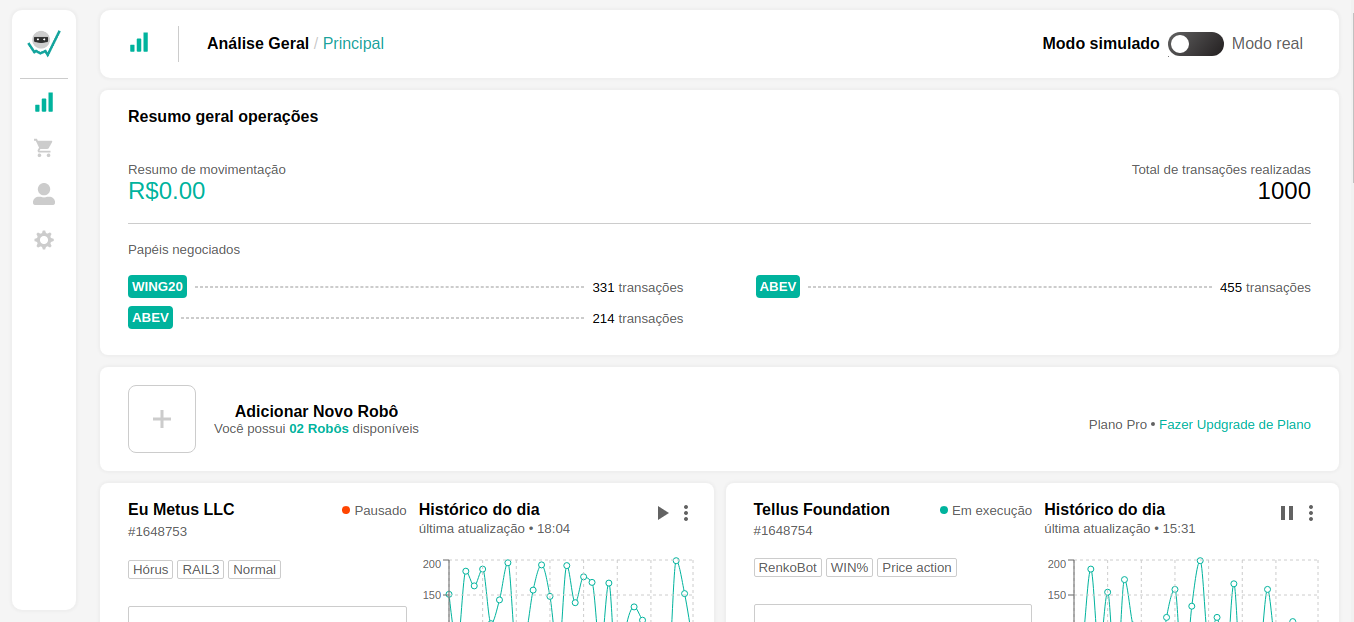 Análise Geral / Principal
Modo simulado Modo real
Resumo geral operações
Resumo de movimentação
R$0.00
Total de transações realizadas
1000
Papéis negociados
WING20 331 transações
ABEV 455 transações
ABEV 214 transações
Adicionar Novo Robô
Você possui 02 Robôs disponíveis
Plano Pro • Fazer Updgrade de Plano
Eu Metus LLC
Pausado
#1648753
Hórus RAIL3 Normal
Histórico do dia
última atualização • 18:04
200
150
Tellus Foundation
Em execução
#1648754
RenkoBot WIN% Price action
Histórico do dia
última atualização • 15:31
200
150